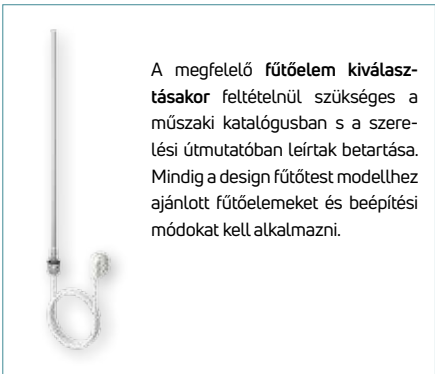 A megfelelő fűtőelem kiválasz-
tásakor feltételnül szükséges a
műszaki katalógusban s a szere-
lési útmutatóban leírtak betartása.
Mindig a design fűtőtest modellhez
ajánlott fűtőelemeket és beépítési
módokat kell alkalmazni.